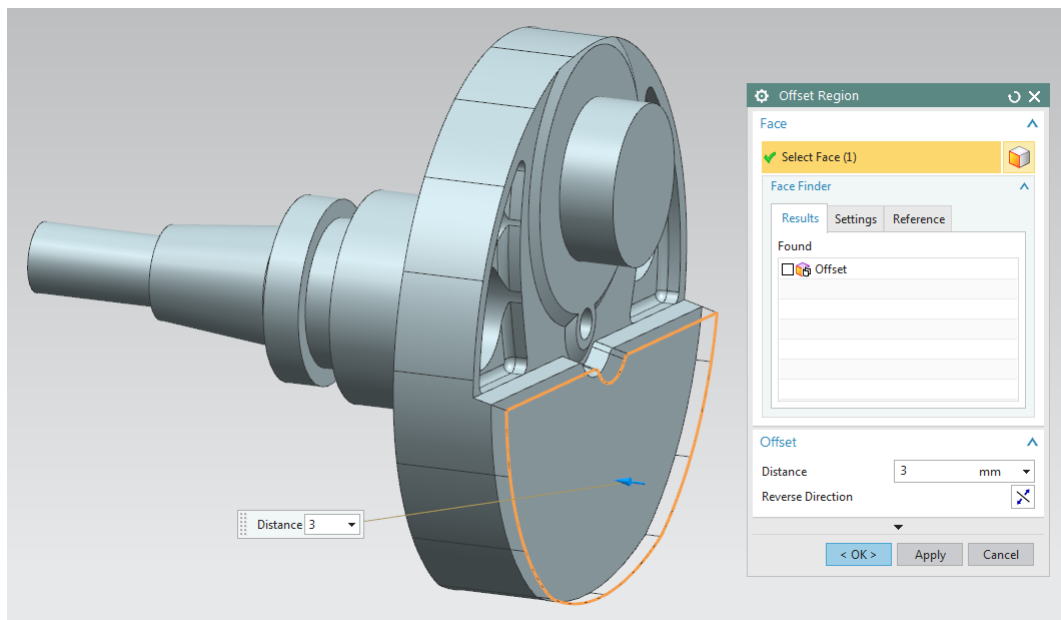 Offset Region
Face
Select Face (1)
Face Finder
Results Settings Reference
Found
Offset
Offset
Distance 3 mm
Reverse Direction
< OK > Apply Cancel
Distance 3